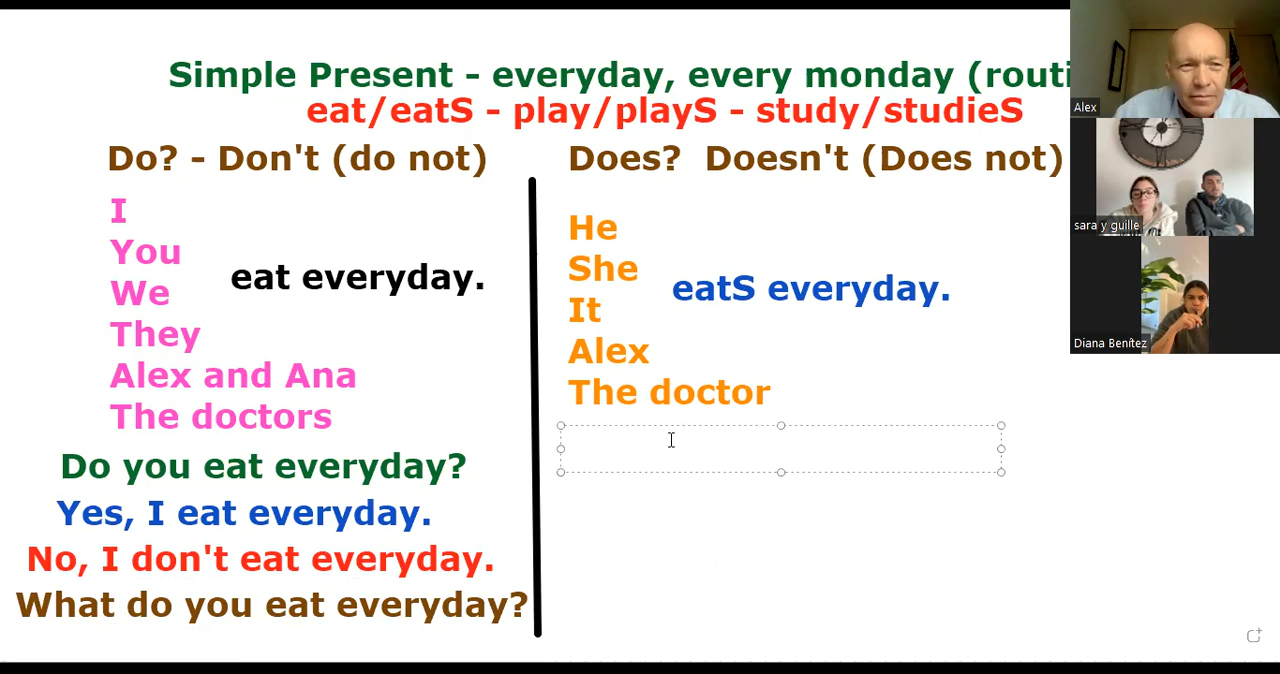 Simple Present - everyday, every monday (routi
eat/eatS - play/playS - study/studieS
Do? - Don't (do not)
I
You
We
They
Alex and Ana
The doctors
eat everyday.
Do you eat everyday?
Yes, I eat everyday.
No, I don't eat everyday.
What do you eat everyday?
Does? Doesn't (Does not)
He
She
It
Alex
The doctor
eatS everyday.
Alex
sara y guille
Diana Benítez